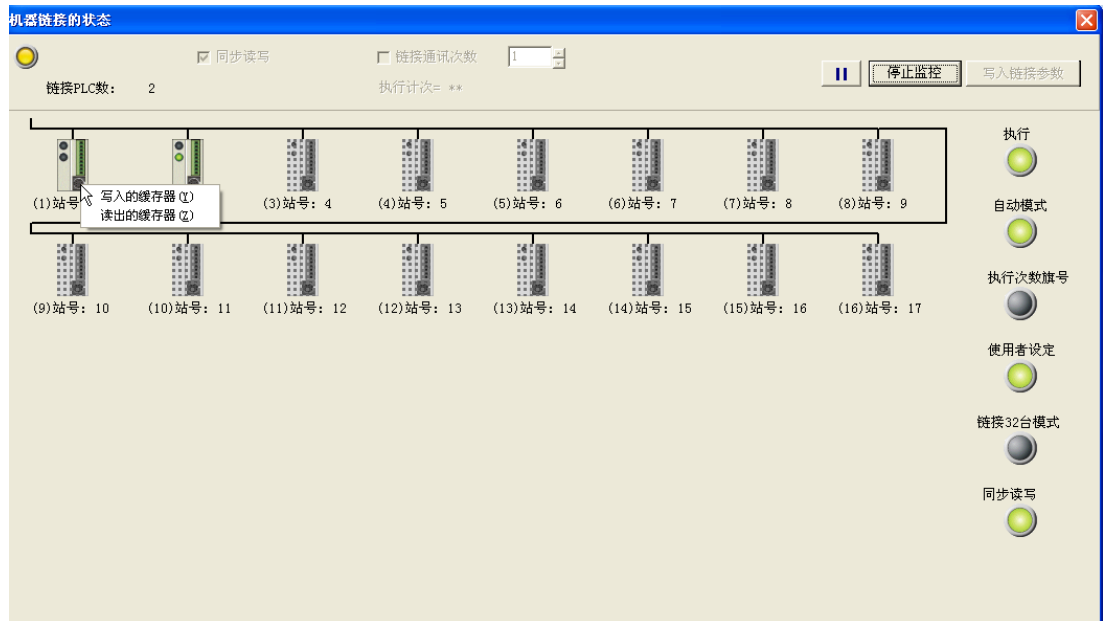 机器链接的状态
同步读写
链接通讯次数
1
停止监控
写入链接参数
链接PLC数: 2
执行计次= **
执行
(1)站号
写入的缓存器(Y)
读出的缓存器(Z)
(3)站号: 4
(4)站号: 5
(5)站号: 6
(6)站号: 7
(7)站号: 8
(8)站号: 9
自动模式
执行次数旗号
(9)站号: 10
(10)站号: 11
(11)站号: 12
(12)站号: 13
(13)站号: 14
(14)站号: 15
(15)站号: 16
(16)站号: 17
使用者设定
链接32台模式
同步读写